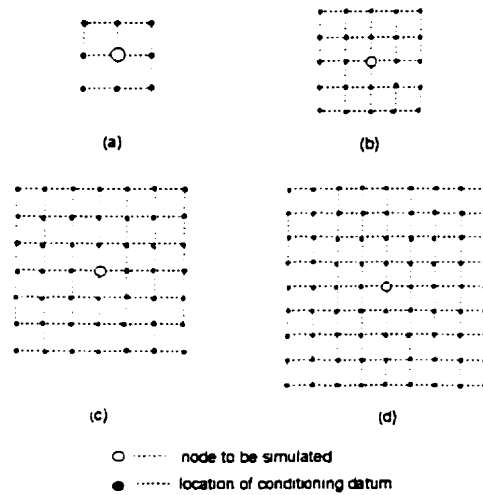 (a)
(b)
(c)
(d)
node to be simulated
location of conditioning datum